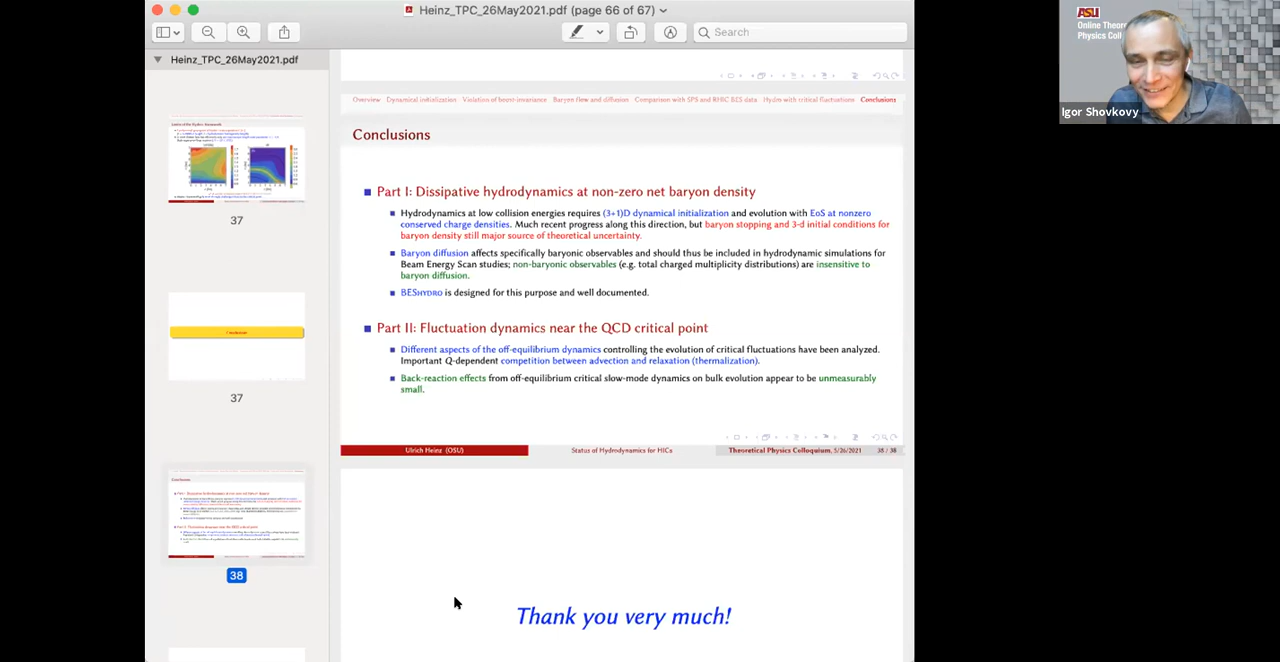 Heinz_TPC_26May2021.pdf (page 66 of 67)
Search
Heinz_TPC_26May2021.pdf
37
37
38
Overview Dynamical initialization Violation of boost-invariance Baryon flow and diffusion Comparison with SPS and RHIC BES data Hydro with critical fluctuations Conclusions
Conclusions
Part I: Dissipative hydrodynamics at non-zero net baryon density
Hydrodynamics at low collision energies requires (3+1)D dynamical initialization and evolution with EoS at nonzero
conserved charge densities. Much recent progress along this direction, but baryon stopping and 3-d initial conditions for
baryon density still major source of theoretical uncertainty.
Baryon diffusion affects specifically baryonic observables and should thus be included in hydrodynamic simulations for
Beam Energy Scan studies; non-baryonic observables (e.g. total charged multiplicity distributions) are insensitive to
baryon diffusion.
BEShydro is designed for this purpose and well documented.
Part II: Fluctuation dynamics near the QCD critical point
Different aspects of the off-equilibrium dynamics controlling the evolution of critical fluctuations have been analyzed.
Important Q-dependent competition between advection and relaxation (thermalization).
Back-reaction effects from off-equilibrium critical slow-mode dynamics on bulk evolution appear to be unmeasurably
small.
Ulrich Heinz (OSU) Status of Hydrodynamics for HICs Theoretical Physics Colloquium, 5/26/2021 38 / 38
Thank you very much!
ASU
Online Theor
Physics Coll
Igor Shovkovy